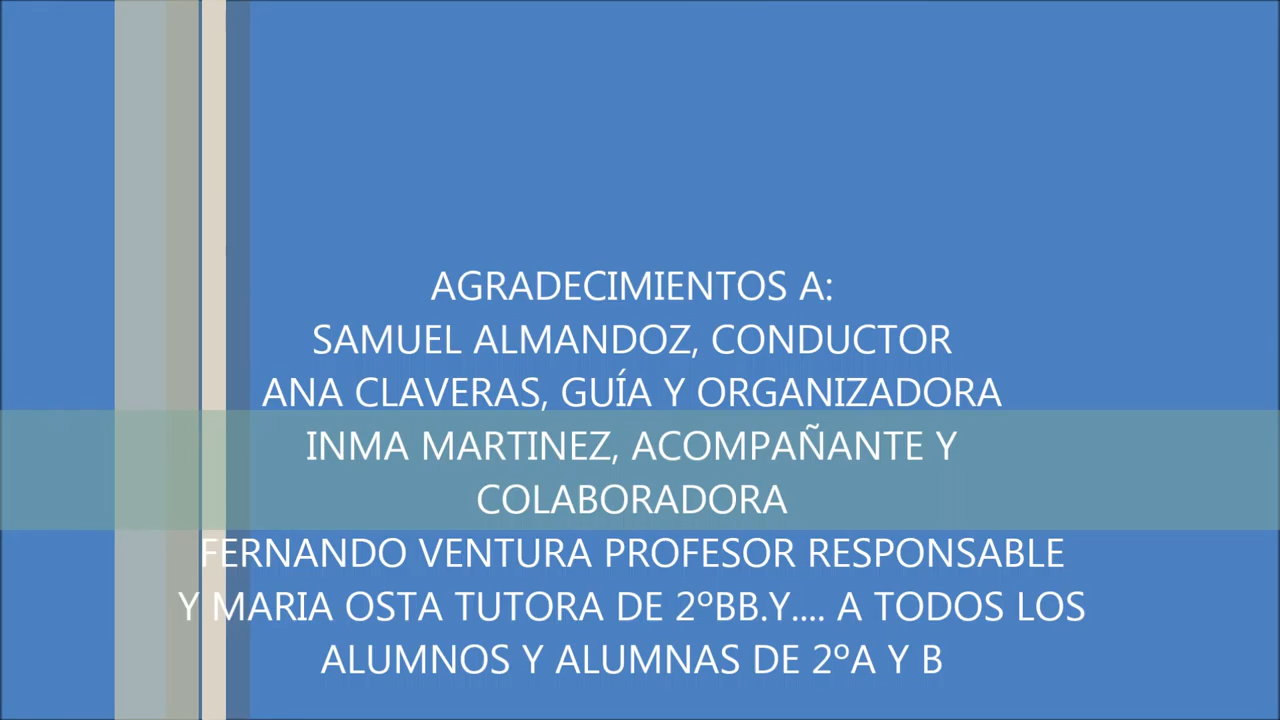 AGRADECIMIENTOS A:
SAMUEL ALMANDOZ, CONDUCTOR
ANA CLAVERAS, GUÍA Y ORGANIZADORA
INMA MARTINEZ, ACOMPAÑANTE Y
COLABORADORA
FERNANDO VENTURA PROFESOR RESPONSABLE
Y MARIA OSTA TUTORA DE 2ºBB.Y.... A TODOS LOS
ALUMNOS Y ALUMNAS DE 2ºA Y B